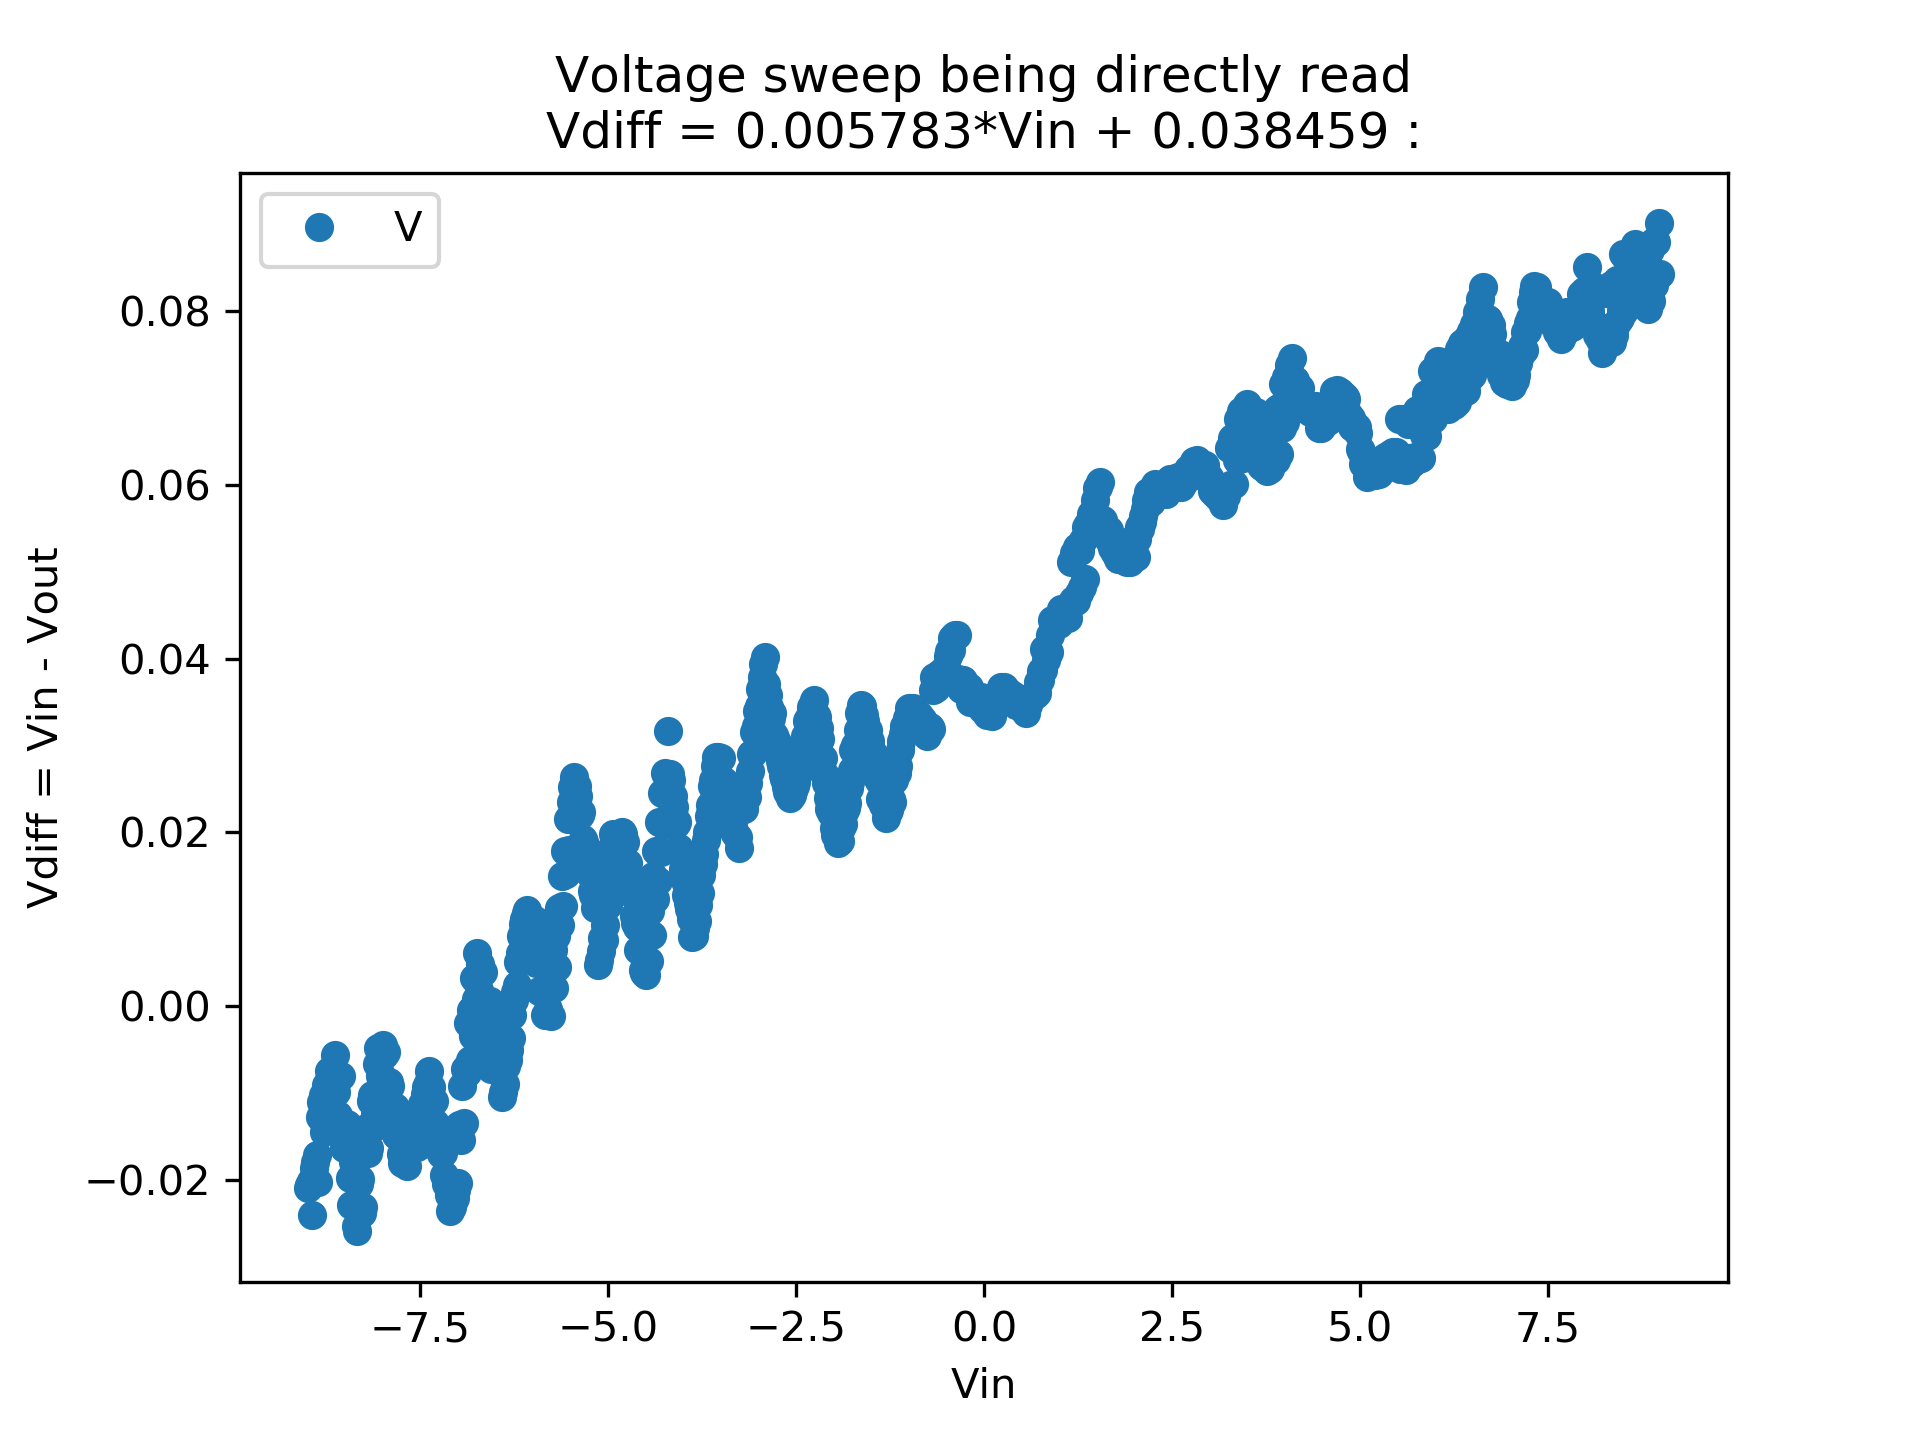 Voltage sweep being directly read
Vdiff = 0.005783*Vin + 0.038459 :
V
Vdiff = Vin - Vout
0.08
0.06
0.04
0.02
0.00
−0.02
−7.5 −5.0 −2.5 0.0 2.5 5.0 7.5
Vin